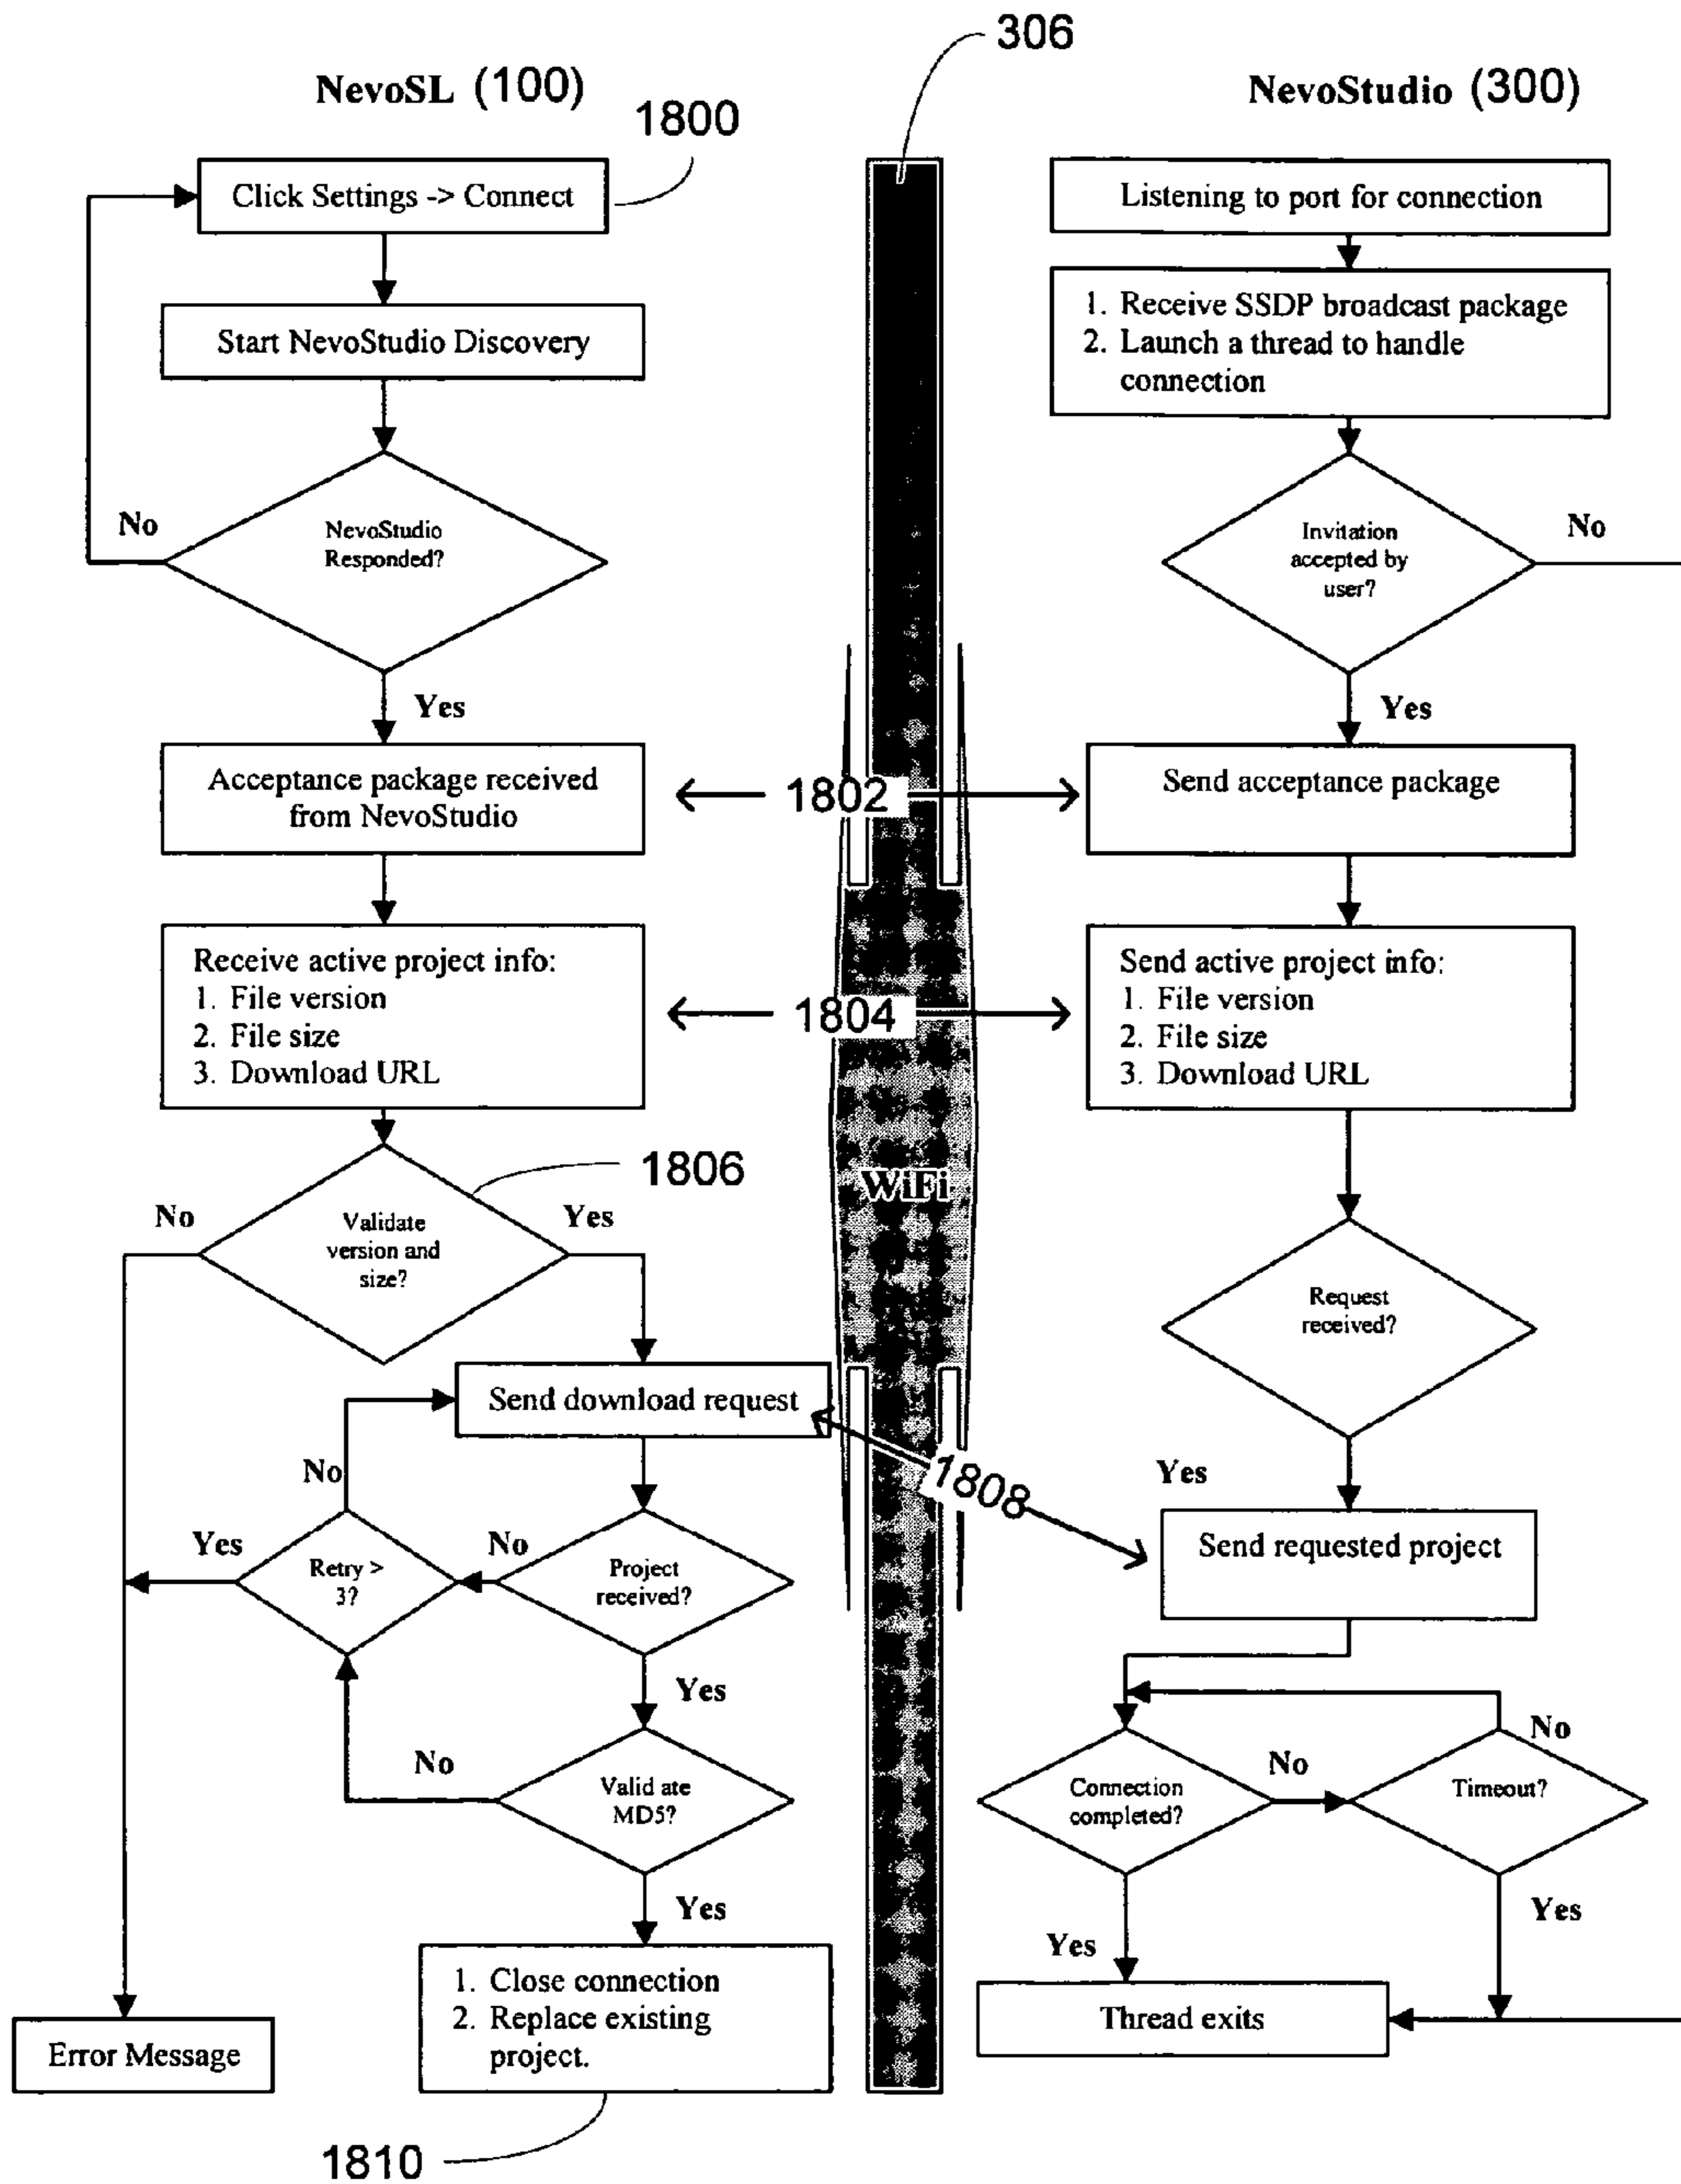 306
NevoSL (100)
NevoStudio (300)
1800
Click Settings -> Connect
Start NevoStudio Discovery
No
NevoStudio
Responded?
Yes
Acceptance package received
from NevoStudio
Receive active project info:
1. File version
2. File size
3. Download URL
1806
No
Validate
version and
size?
Yes
Send download request
No
Yes
Retry >
3?
No
Project
received?
Yes
No
Valid ate
MD5?
Yes
1. Close connection
2. Replace existing
project.
Error Message
1810
1802
1804
WiFi
1808
Listening to port for connection
1. Receive SSDP broadcast package
2. Launch a thread to handle
connection
Invitation
accepted by
user?
No
Yes
Send acceptance package
Send active project info:
1. File version
2. File size
3. Download URL
Request
received?
Yes
Send requested project
Connection
completed?
No
Timeout?
No
Yes
Yes
Thread exits